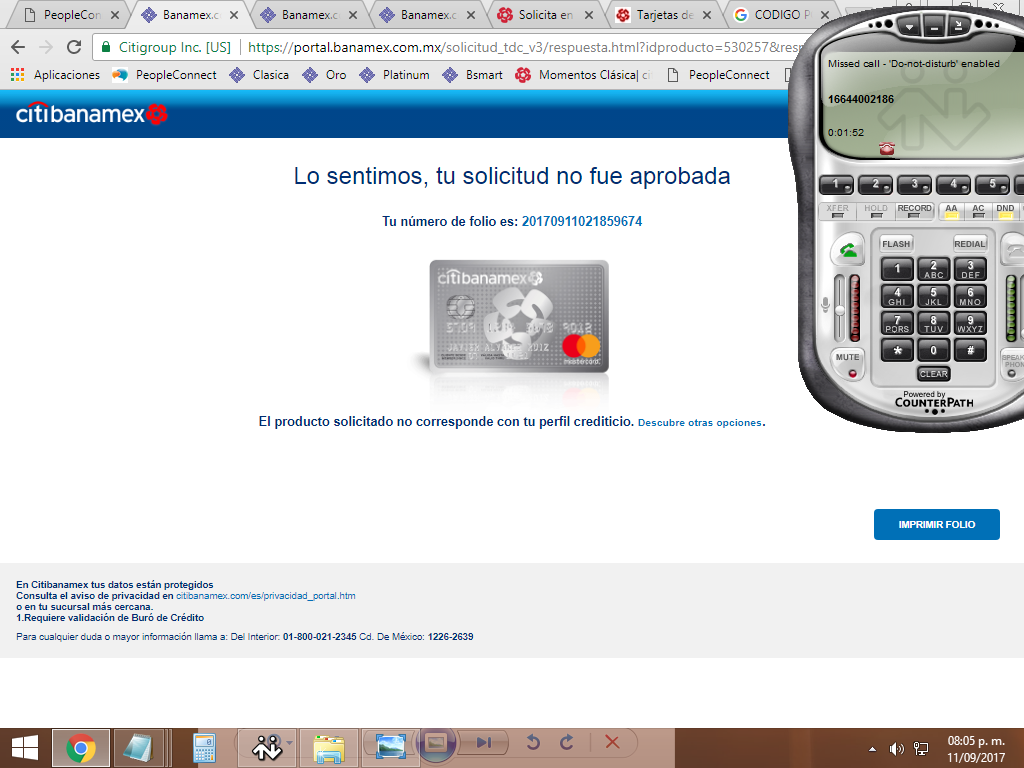 PeopleCon
Banamex.c
Banamex.c
Banamex.c
Solicita en
Tarjetas de
CODIGO P
Citigroup Inc. [US]
https://portal.banamex.com.mx/solicitud_tdc_v3/respuesta.html?idproducto=530257&resp
Aplicaciones
PeopleConnect
Clasica
Oro
Platinum
Bsmart
Momentos Clásica| ci
PeopleConnect
citibanamex
Lo sentimos, tu solicitud no fue aprobada
Tu número de folio es: 20170911021859674
citibanamex
mastercard
El producto solicitado no corresponde con tu perfil crediticio. Descubre otras opciones.
IMPRIMIR FOLIO
En Citibanamex tus datos están protegidos
Consulta el aviso de privacidad en citibanamex.com/es/privacidad_portal.htm
o en tu sucursal más cercana.
1.Requiere validación de Buró de Crédito
Para cualquier duda o mayor información llama a: Del Interior: 01-800-021-2345 Cd. De México: 1226-2639
Missed call - 'Do-not-disturb' enabled
16644002186
0:01:52
1 2 3 4 5
XFER HOLD RECORD AA AC DND
FLASH REDIAL
1 2 ABC 3 DEF
4 GHI 5 JKL 6 MNO
7 PQRS 8 TUV 9 WXYZ
* 0 #
MUTE
CLEAR
SPEAK
PHON
Powered by
COUNTERPATH
08:05 p. m.
11/09/2017